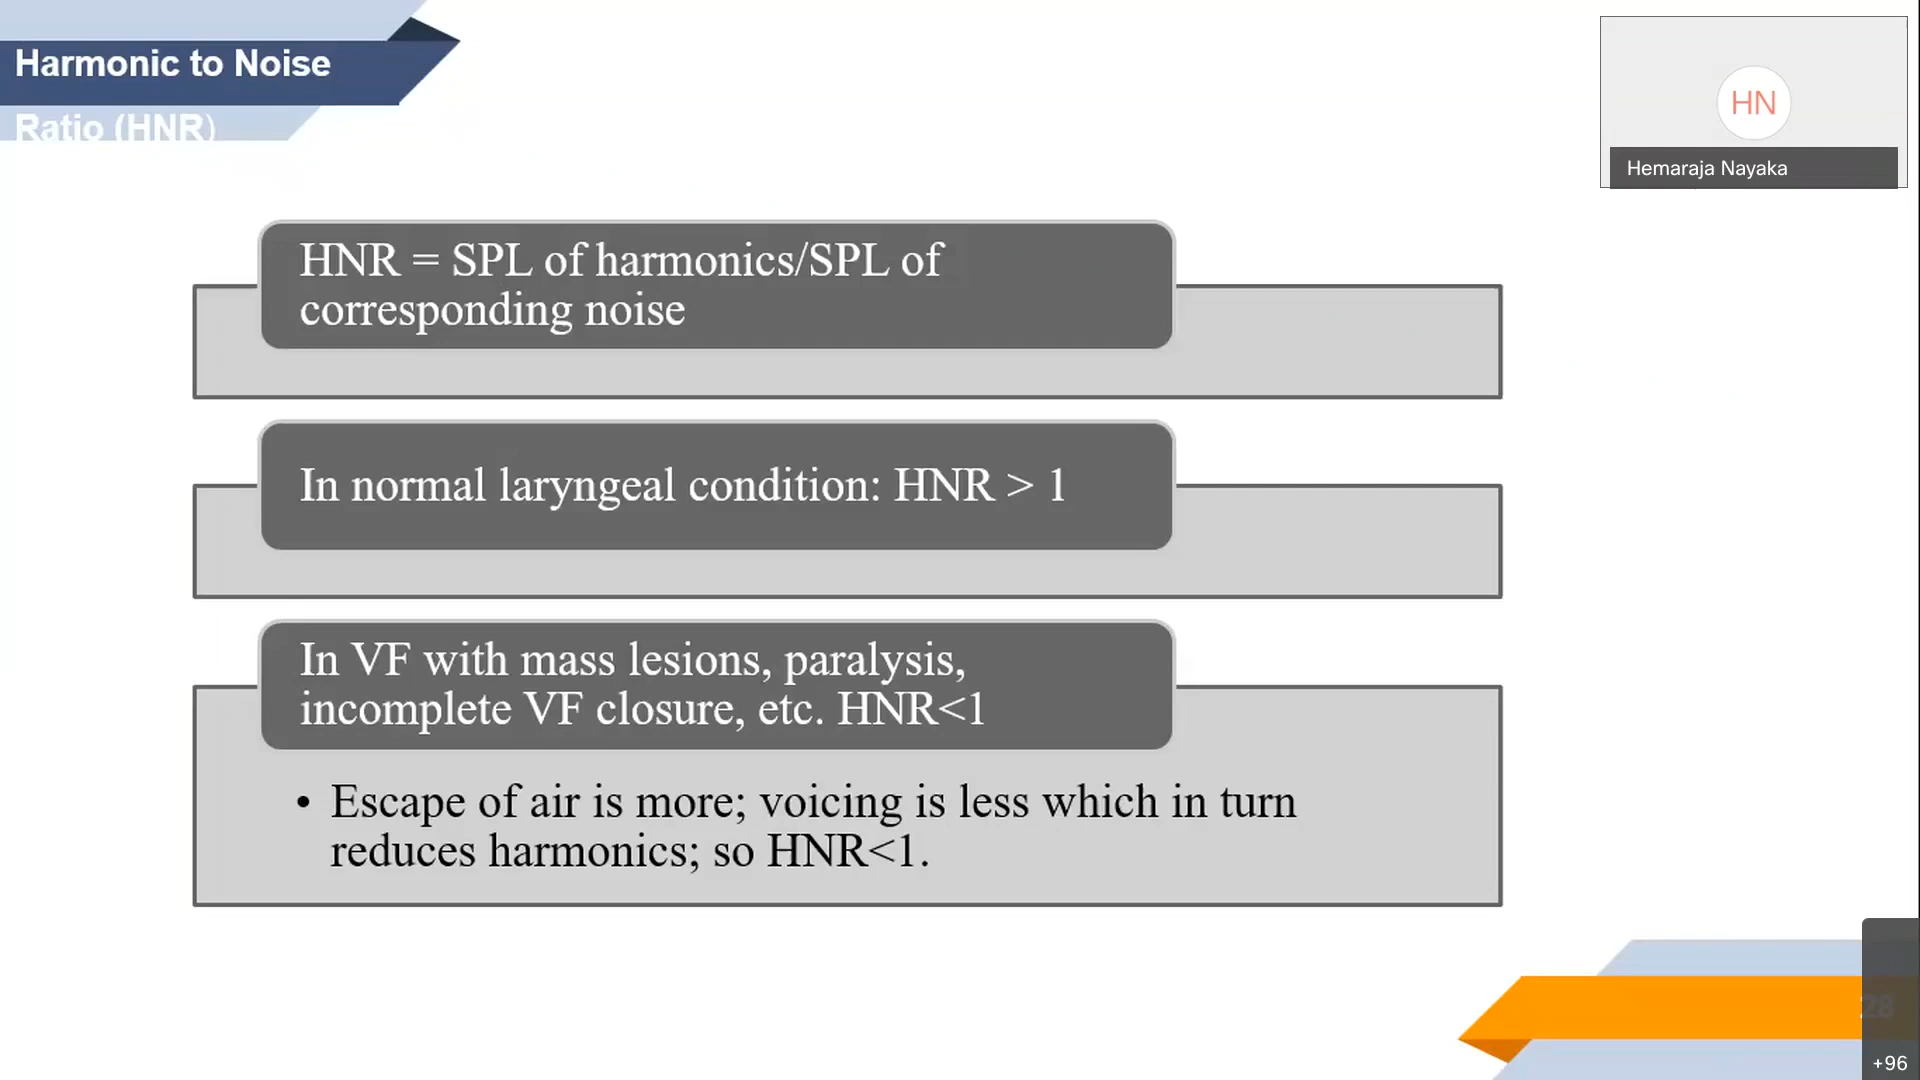 Harmonic to Noise
Ratio (HNR)
HN
Hemaraja Nayaka
HNR = SPL of harmonics/SPL of
corresponding noise
In normal laryngeal condition: HNR > 1
In VF with mass lesions, paralysis,
incomplete VF closure, etc. HNR<1
• Escape of air is more; voicing is less which in turn
reduces harmonics; so HNR<1.
28
+96